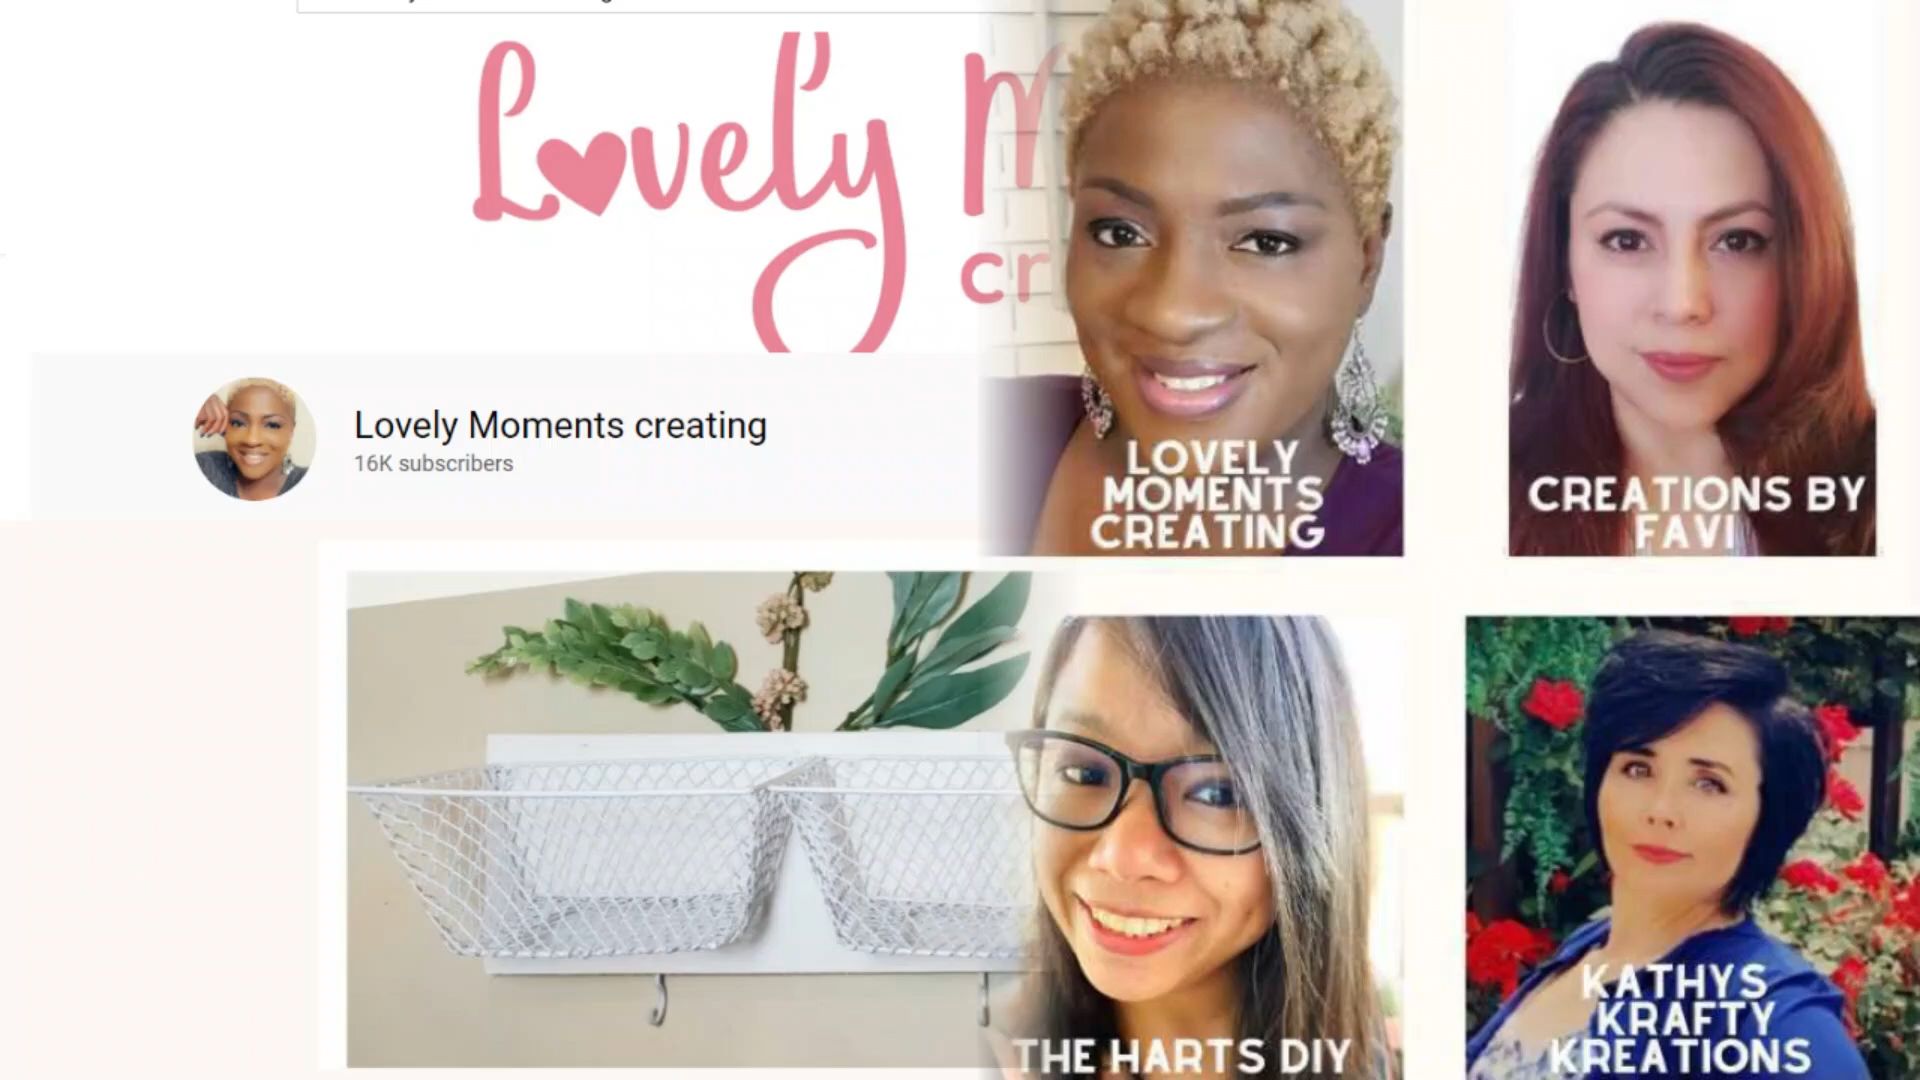 Lovely M
cr
Lovely Moments creating
16K subscribers
LOVELY
MOMENTS
CREATING
CREATIONS BY
FAVI
THE HARTS DIY
KATHYS
KRAFTY
KREATIONS